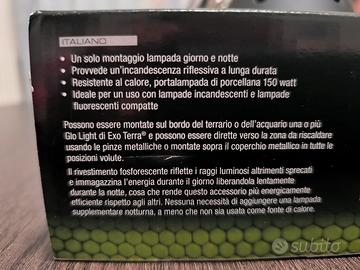 ITALIANO
• Un solo montaggio lampada giorno e notte
• Provvede un'incandescenza riflessiva a lunga durata
• Resistente al calore, portalampada di porcellana 150 watt
• Ideale per un uso con lampade incandescenti e lampade
fluorescenti compatte
Possono essere montate sul bordo del terrario o dell'acquario una o più
Glo Light di Exo Terra® e possono essere dirette verso la zona da riscaldare
usando le pinze metalliche o montate sopra il coperchio metallico in tutte le
posizioni volute.
Il rivestimento fosforescente riflette i raggi luminosi altrimenti sprecati
e immagazzina l'energia durante il giorno liberandola lentamente
durante la notte, cosa che rende questo accessorio più energicamente
efficiente rispetto agli altri. Nessuna necessità di aggiungere una lampada
supplementare notturna, a meno che non sia usata come fonte di calore.
subito